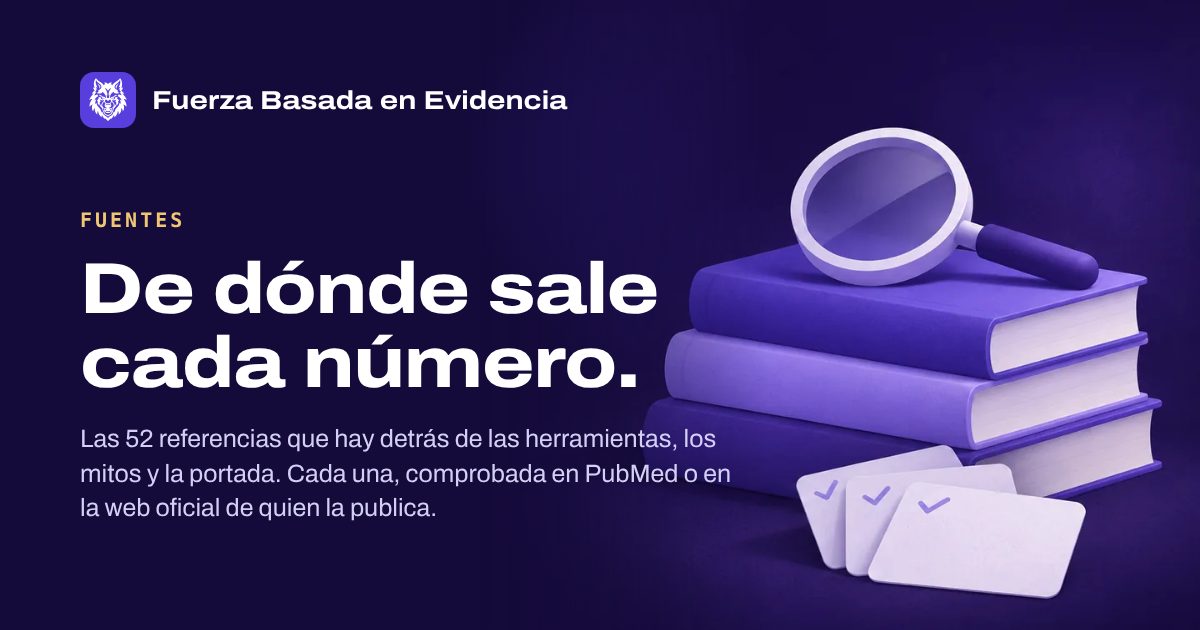 Fuerza Basada en Evidencia
FUENTES
De dónde sale
cada número.
Las 52 referencias que hay detrás de las herramientas, los
mitos y la portada. Cada una, comprobada en PubMed o en
la web oficial de quien la publica.